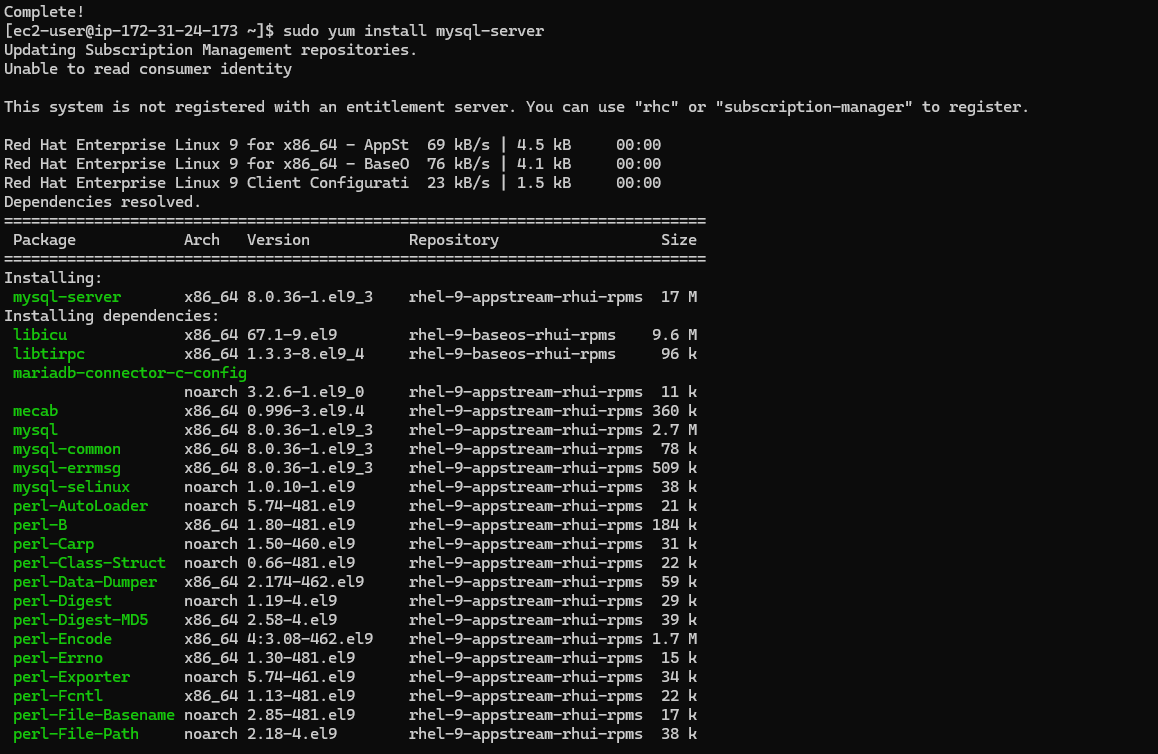 Complete!
[ec2-user@ip-172-31-24-173 ~]$ sudo yum install mysql-server
Updating Subscription Management repositories.
Unable to read consumer identity

This system is not registered with an entitlement server. You can use "rhc" or "subscription-manager" to register.

Red Hat Enterprise Linux 9 for x86_64 - AppSt  69 kB/s | 4.5 kB     00:00
Red Hat Enterprise Linux 9 for x86_64 - BaseO  76 kB/s | 4.1 kB     00:00
Red Hat Enterprise Linux 9 Client Configurati  23 kB/s | 1.5 kB     00:00
Dependencies resolved.
==============================================================================
 Package            Arch   Version           Repository                  Size
==============================================================================
Installing:
 mysql-server       x86_64 8.0.36-1.el9_3    rhel-9-appstream-rhui-rpms  17 M
Installing dependencies:
 libicu             x86_64 67.1-9.el9        rhel-9-baseos-rhui-rpms    9.6 M
 libtirpc           x86_64 1.3.3-8.el9_4     rhel-9-baseos-rhui-rpms     96 k
 mariadb-connector-c-config
                    noarch 3.2.6-1.el9_0     rhel-9-appstream-rhui-rpms  11 k
 mecab              x86_64 0.996-3.el9.4     rhel-9-appstream-rhui-rpms 360 k
 mysql              x86_64 8.0.36-1.el9_3    rhel-9-appstream-rhui-rpms 2.7 M
 mysql-common       x86_64 8.0.36-1.el9_3    rhel-9-appstream-rhui-rpms  78 k
 mysql-errmsg       x86_64 8.0.36-1.el9_3    rhel-9-appstream-rhui-rpms 509 k
 mysql-selinux      noarch 1.0.10-1.el9      rhel-9-appstream-rhui-rpms  38 k
 perl-AutoLoader    noarch 5.74-481.el9      rhel-9-appstream-rhui-rpms  21 k
 perl-B             x86_64 1.80-481.el9      rhel-9-appstream-rhui-rpms 184 k
 perl-Carp          noarch 1.50-460.el9      rhel-9-appstream-rhui-rpms  31 k
 perl-Class-Struct  noarch 0.66-481.el9      rhel-9-appstream-rhui-rpms  22 k
 perl-Data-Dumper   x86_64 2.174-462.el9     rhel-9-appstream-rhui-rpms  59 k
 perl-Digest        noarch 1.19-4.el9        rhel-9-appstream-rhui-rpms  29 k
 perl-Digest-MD5    x86_64 2.58-4.el9        rhel-9-appstream-rhui-rpms  39 k
 perl-Encode        x86_64 4:3.08-462.el9    rhel-9-appstream-rhui-rpms 1.7 M
 perl-Errno         x86_64 1.30-481.el9      rhel-9-appstream-rhui-rpms  15 k
 perl-Exporter      noarch 5.74-461.el9      rhel-9-appstream-rhui-rpms  34 k
 perl-Fcntl         x86_64 1.13-481.el9      rhel-9-appstream-rhui-rpms  22 k
 perl-File-Basename noarch 2.85-481.el9      rhel-9-appstream-rhui-rpms  17 k
 perl-File-Path     noarch 2.18-4.el9        rhel-9-appstream-rhui-rpms  38 k